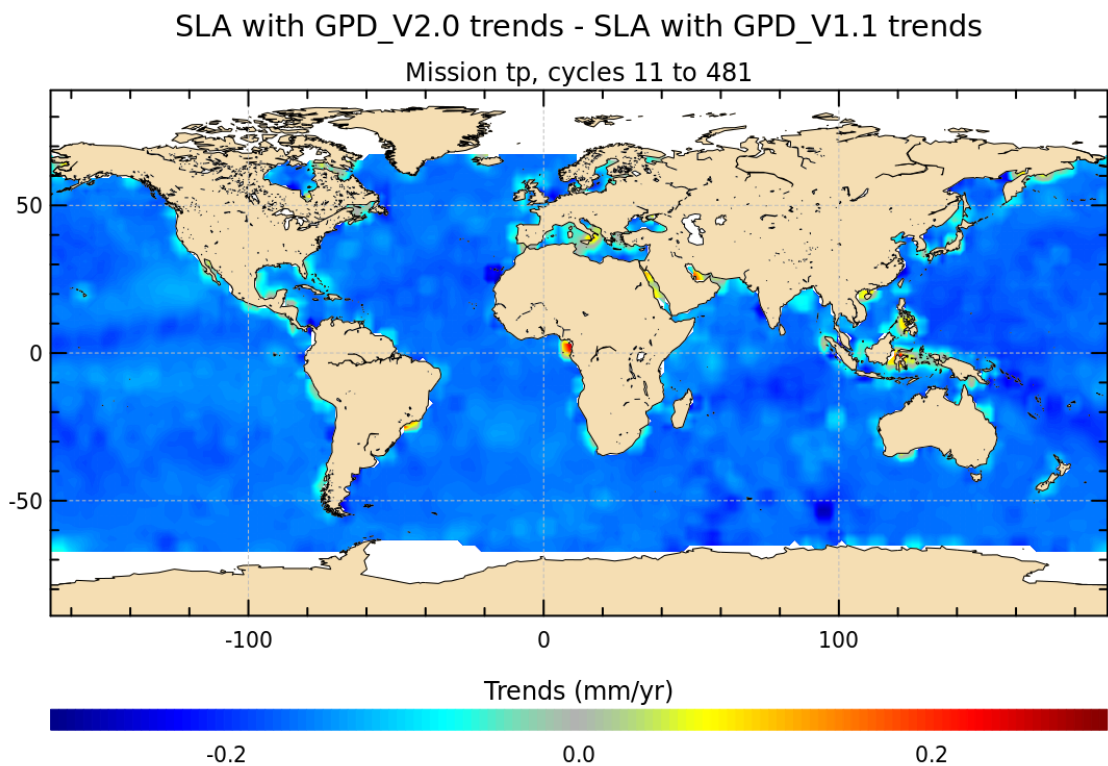 SLA with GPD_V2.0 trends - SLA with GPD_V1.1 trends
Mission tp, cycles 11 to 481
50
0
-50
-100 0 100
Trends (mm/yr)
-0.2 0.0 0.2